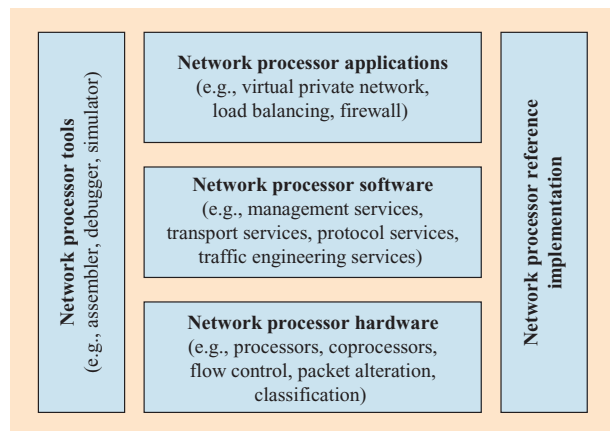 Network processor tools
(e.g., assembler, debugger, simulator)
Network processor applications
(e.g., virtual private network,
load balancing, firewall)
Network processor software
(e.g., management services,
transport services, protocol services,
traffic engineering services)
Network processor hardware
(e.g., processors, coprocessors,
flow control, packet alteration,
classification)
Network processor reference
implementation